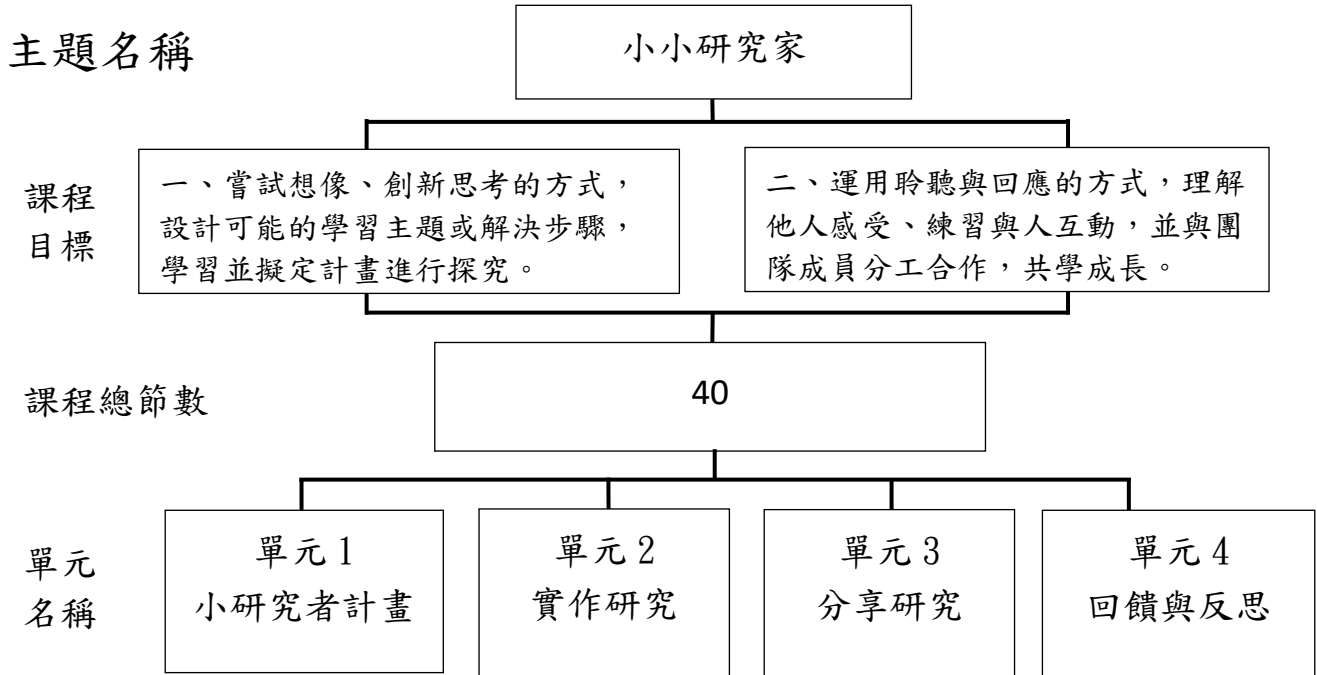 主題名稱
小小研究家
課程
目標
一、嘗試想像、創新思考的方式，
設計可能的學習主題或解決步驟，
學習並擬定計畫進行探究。
二、運用聆聽與回應的方式，理解
他人感受、練習與人互動，並與團
隊成員分工合作，共學成長。
課程總節數
40
單元
名稱
單元1
小研究者計畫
單元2
實作研究
單元3
分享研究
單元4
回饋與反思